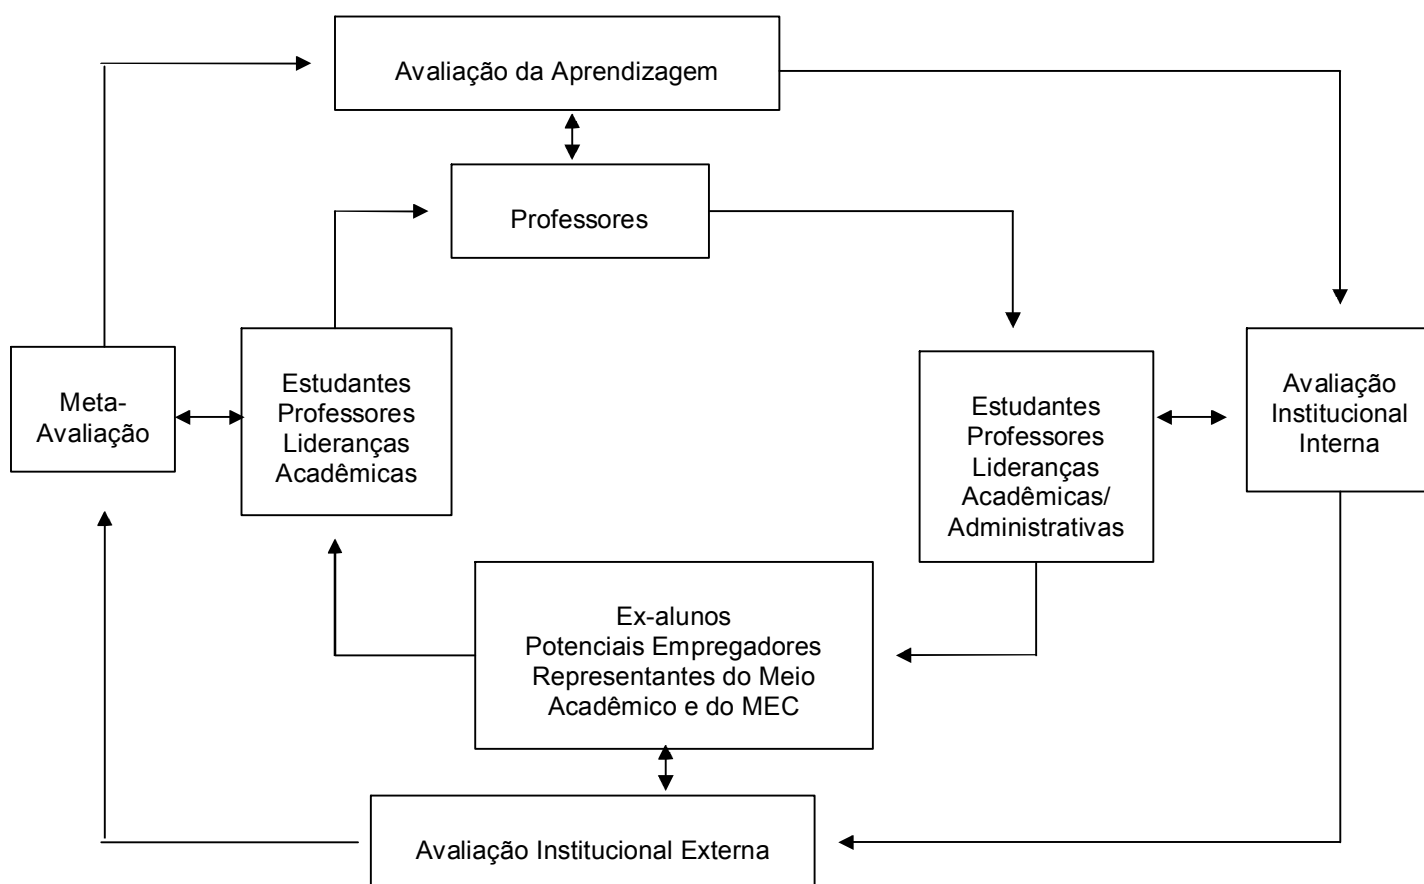 Avaliação da Aprendizagem
Professores
Meta-
Avaliação
Estudantes
Professores
Lideranças
Acadêmicas
Estudantes
Professores
Lideranças
Acadêmicas/
Administrativas
Avaliação
Institucional
Interna
Ex-alunos
Potenciais Empregadores
Representantes do Meio
Acadêmico e do MEC
Avaliação Institucional Externa